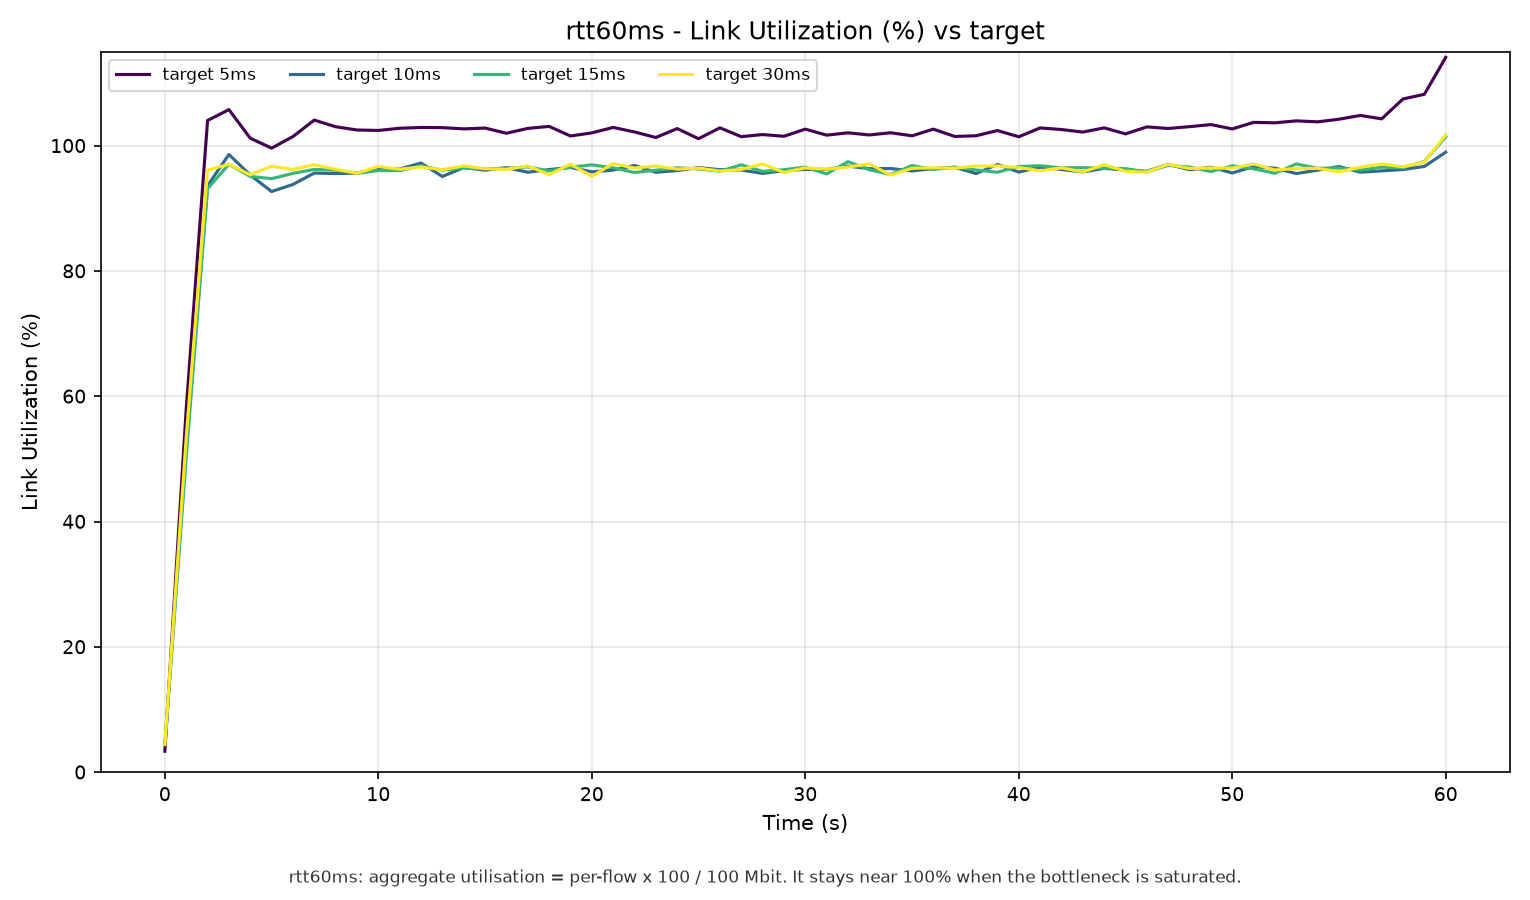 rtt60ms - Link Utilization (%) vs target
target 5ms target 10ms target 15ms target 30ms
Link Utilization (%)
100
80
60
40
20
0
0 10 20 30 40 50 60
Time (s)
rtt60ms: aggregate utilisation = per-flow x 100 / 100 Mbit. It stays near 100% when the bottleneck is saturated.